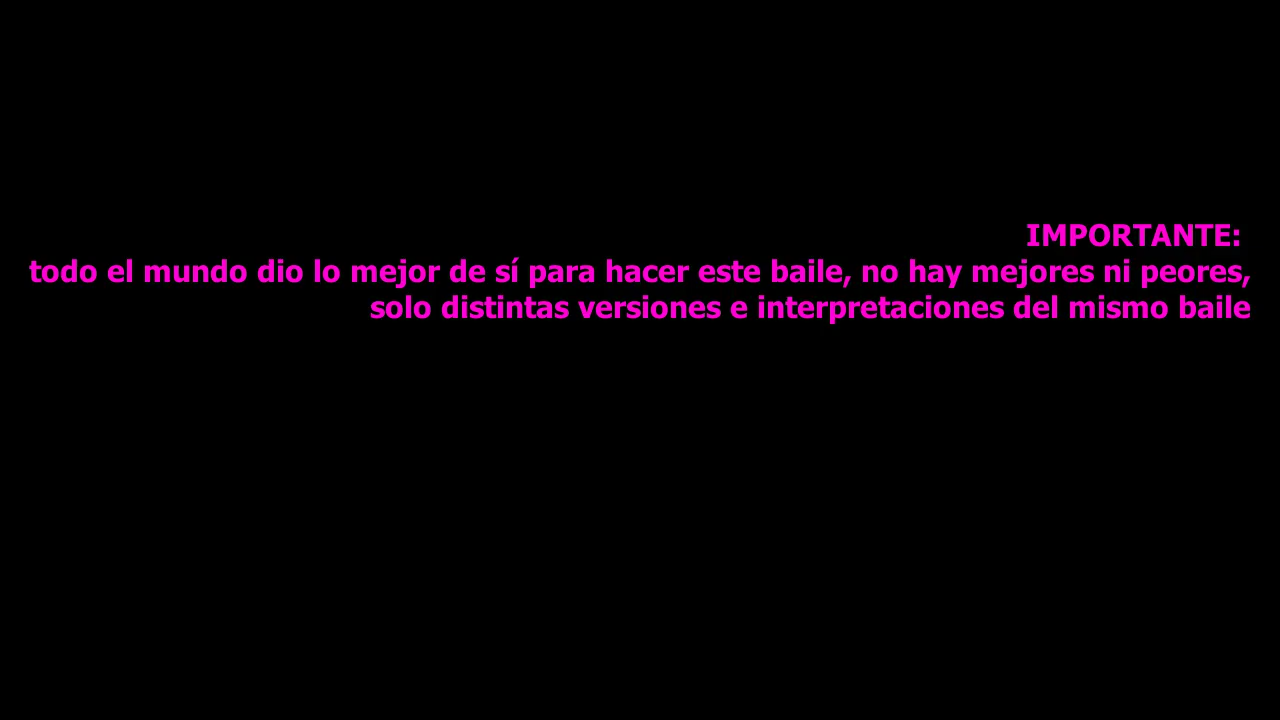 IMPORTANTE:
todo el mundo dio lo mejor de sí para hacer este baile, no hay mejores ni peores,
solo distintas versiones e interpretaciones del mismo baile